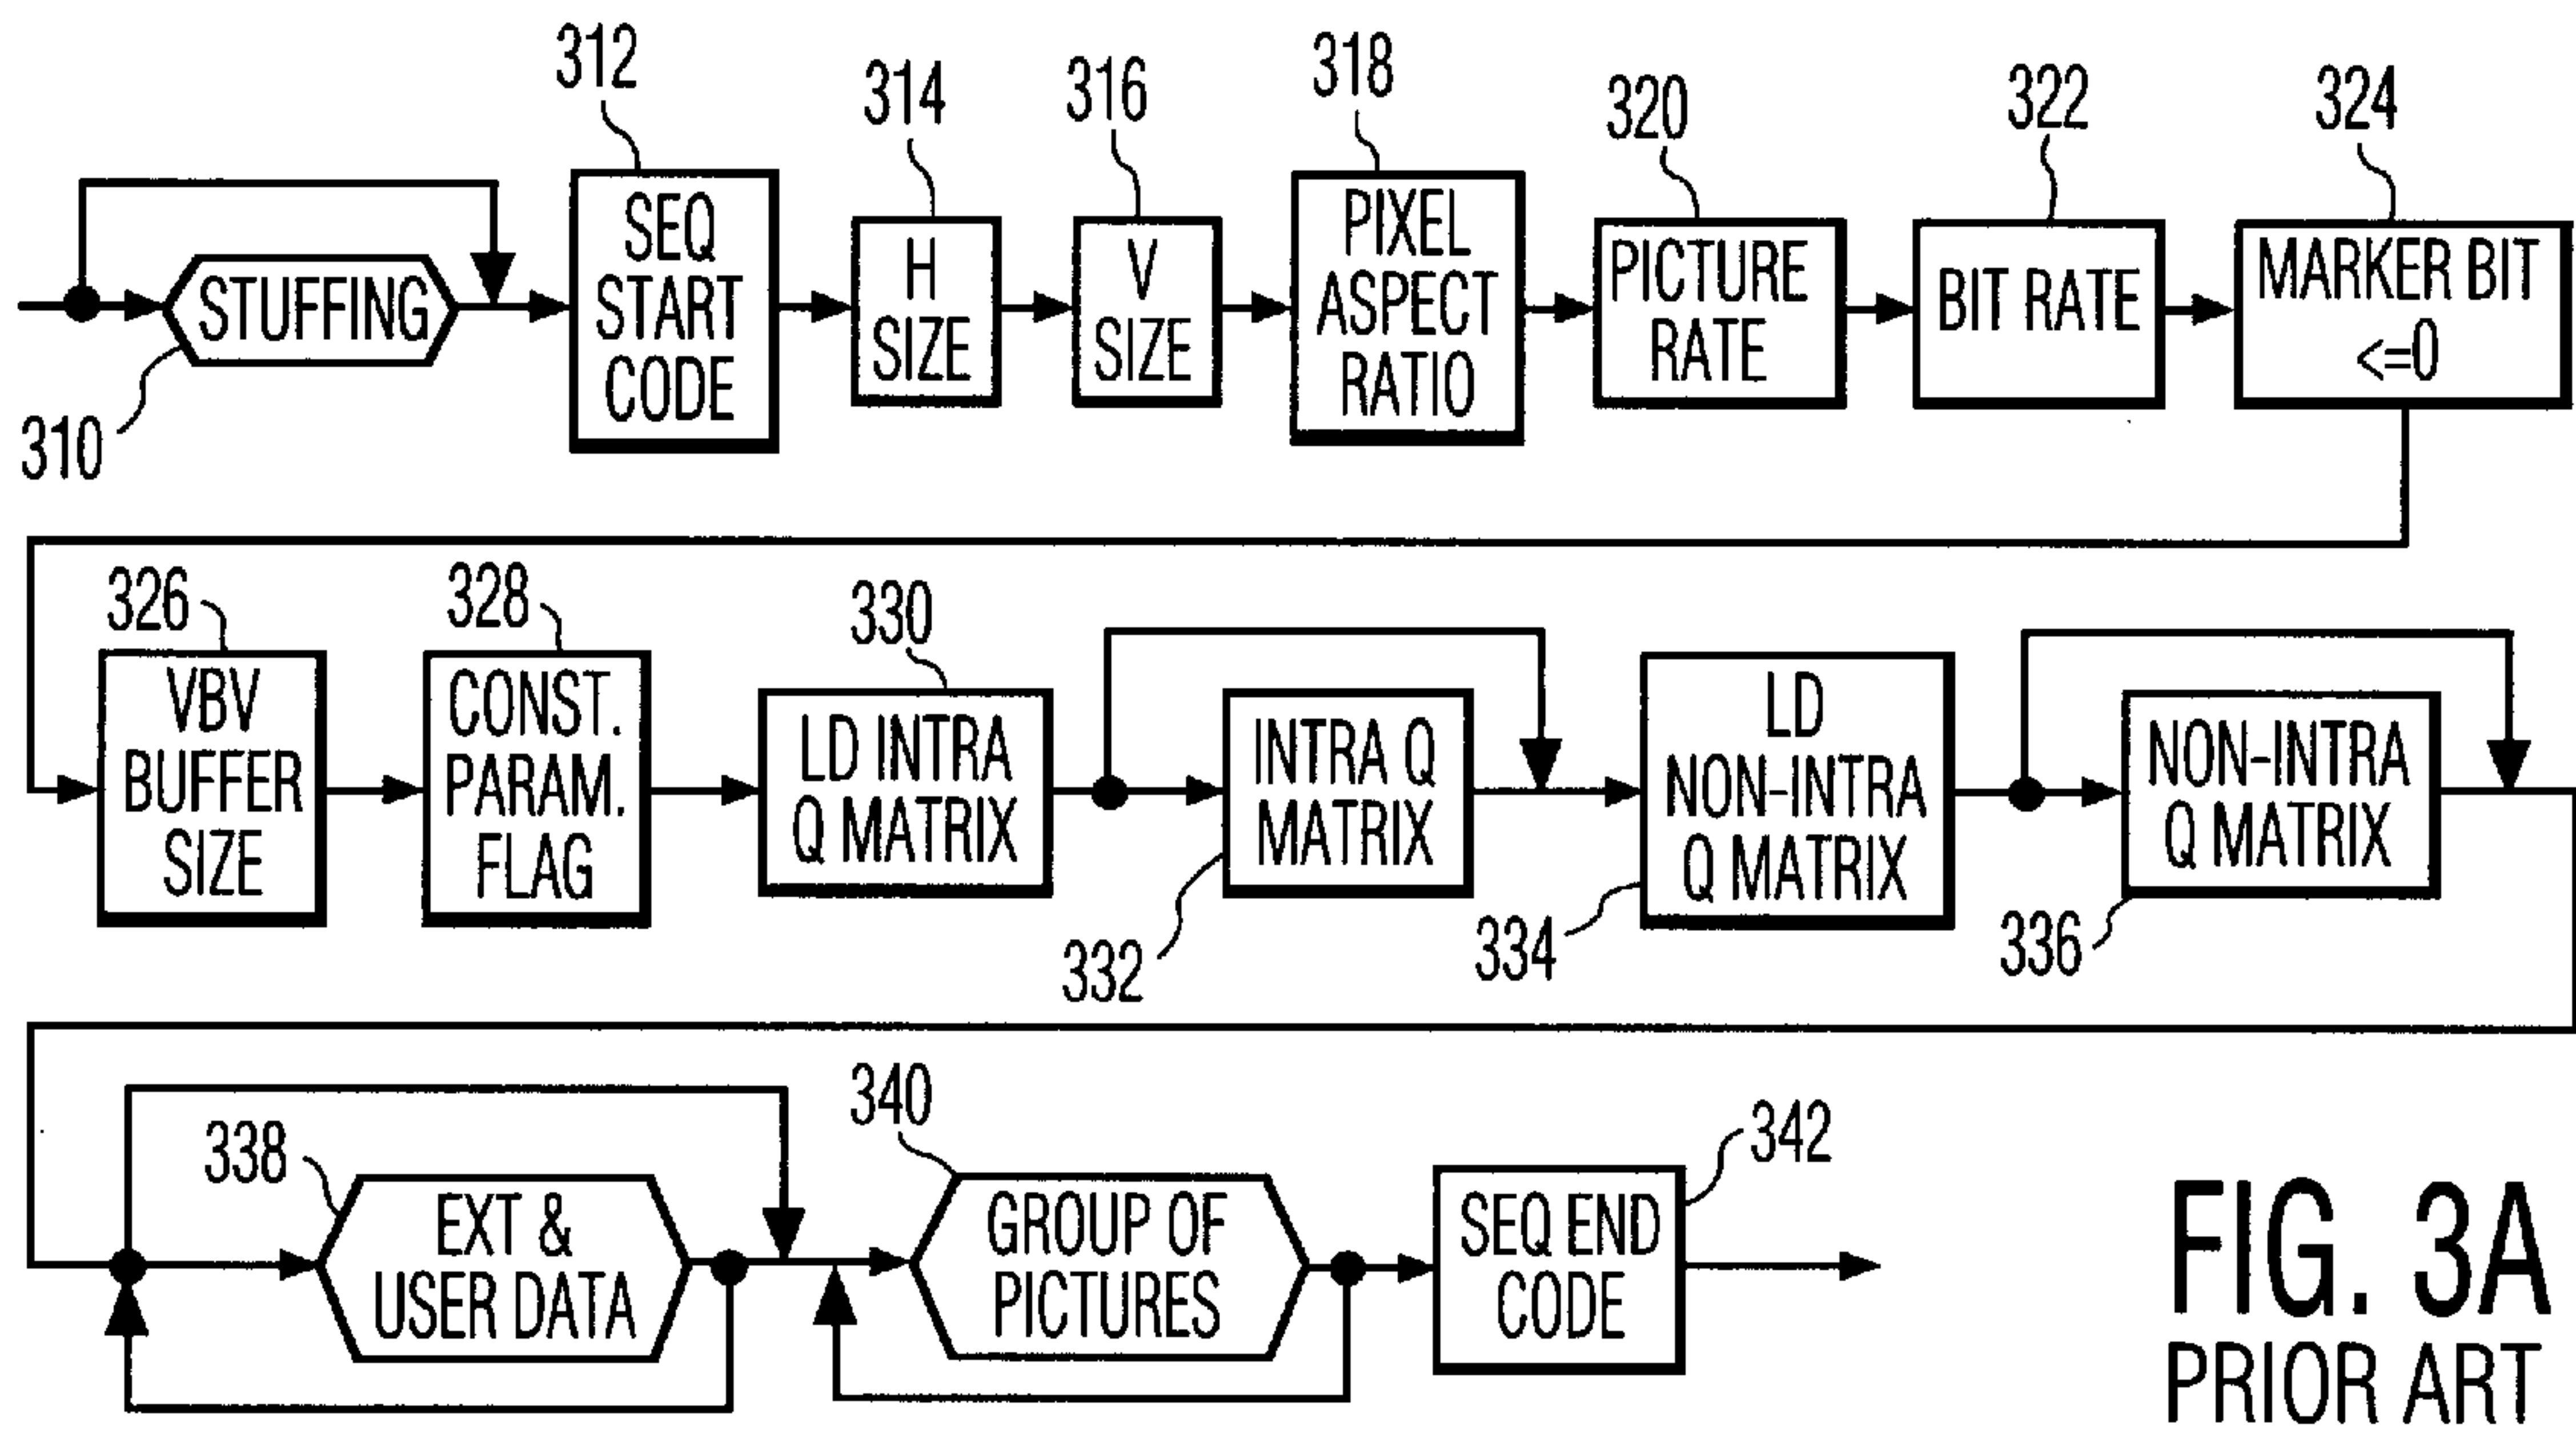 312
314
316
318
320
322
324
STUFFING
310
SEQ
START
CODE
H
SIZE
V
SIZE
PIXEL
ASPECT
RATIO
PICTURE
RATE
BIT RATE
MARKER BIT
<=0
326
328
330
VBV
BUFFER
SIZE
CONST.
PARAM.
FLAG
LD INTRA
Q MATRIX
INTRA Q
MATRIX
332
LD
NON-INTRA
Q MATRIX
334
NON-INTRA
Q MATRIX
336
338
EXT &
USER DATA
340
GROUP OF
PICTURES
342
SEQ END
CODE
FIG. 3A
PRIOR ART